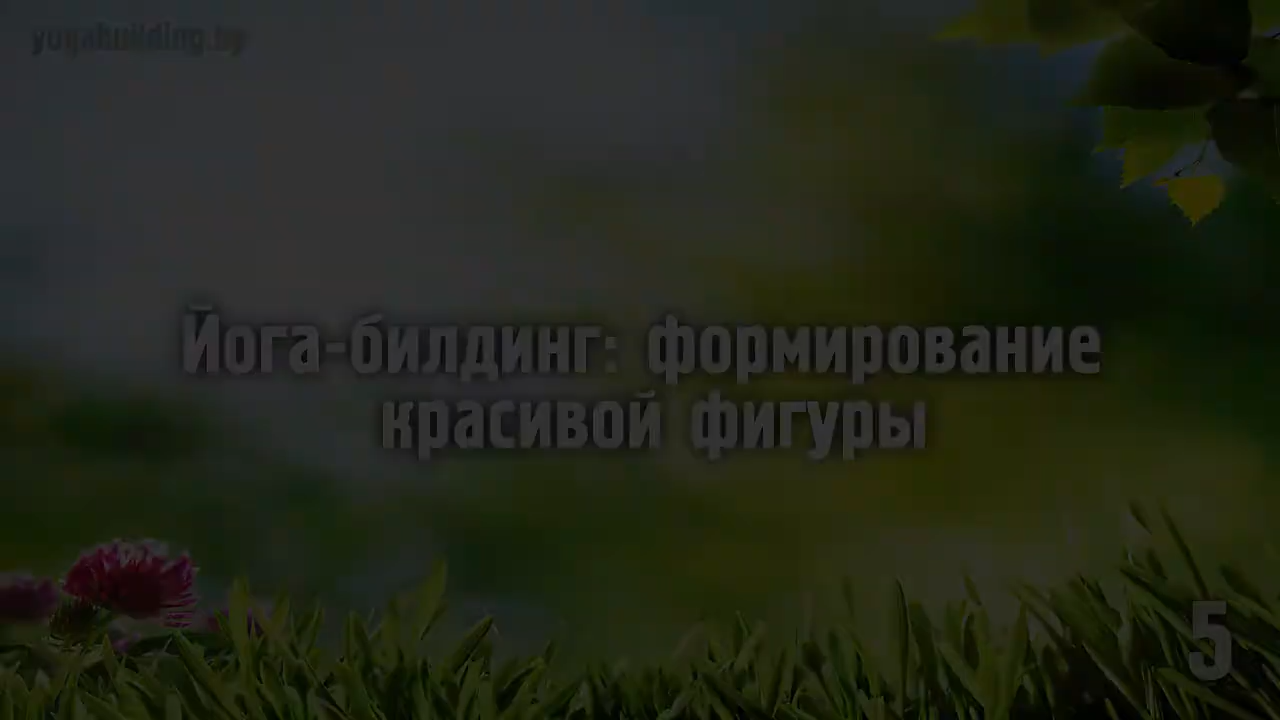 yogabuilding.by
Йога-билдинг: формирование
красивой фигуры
5